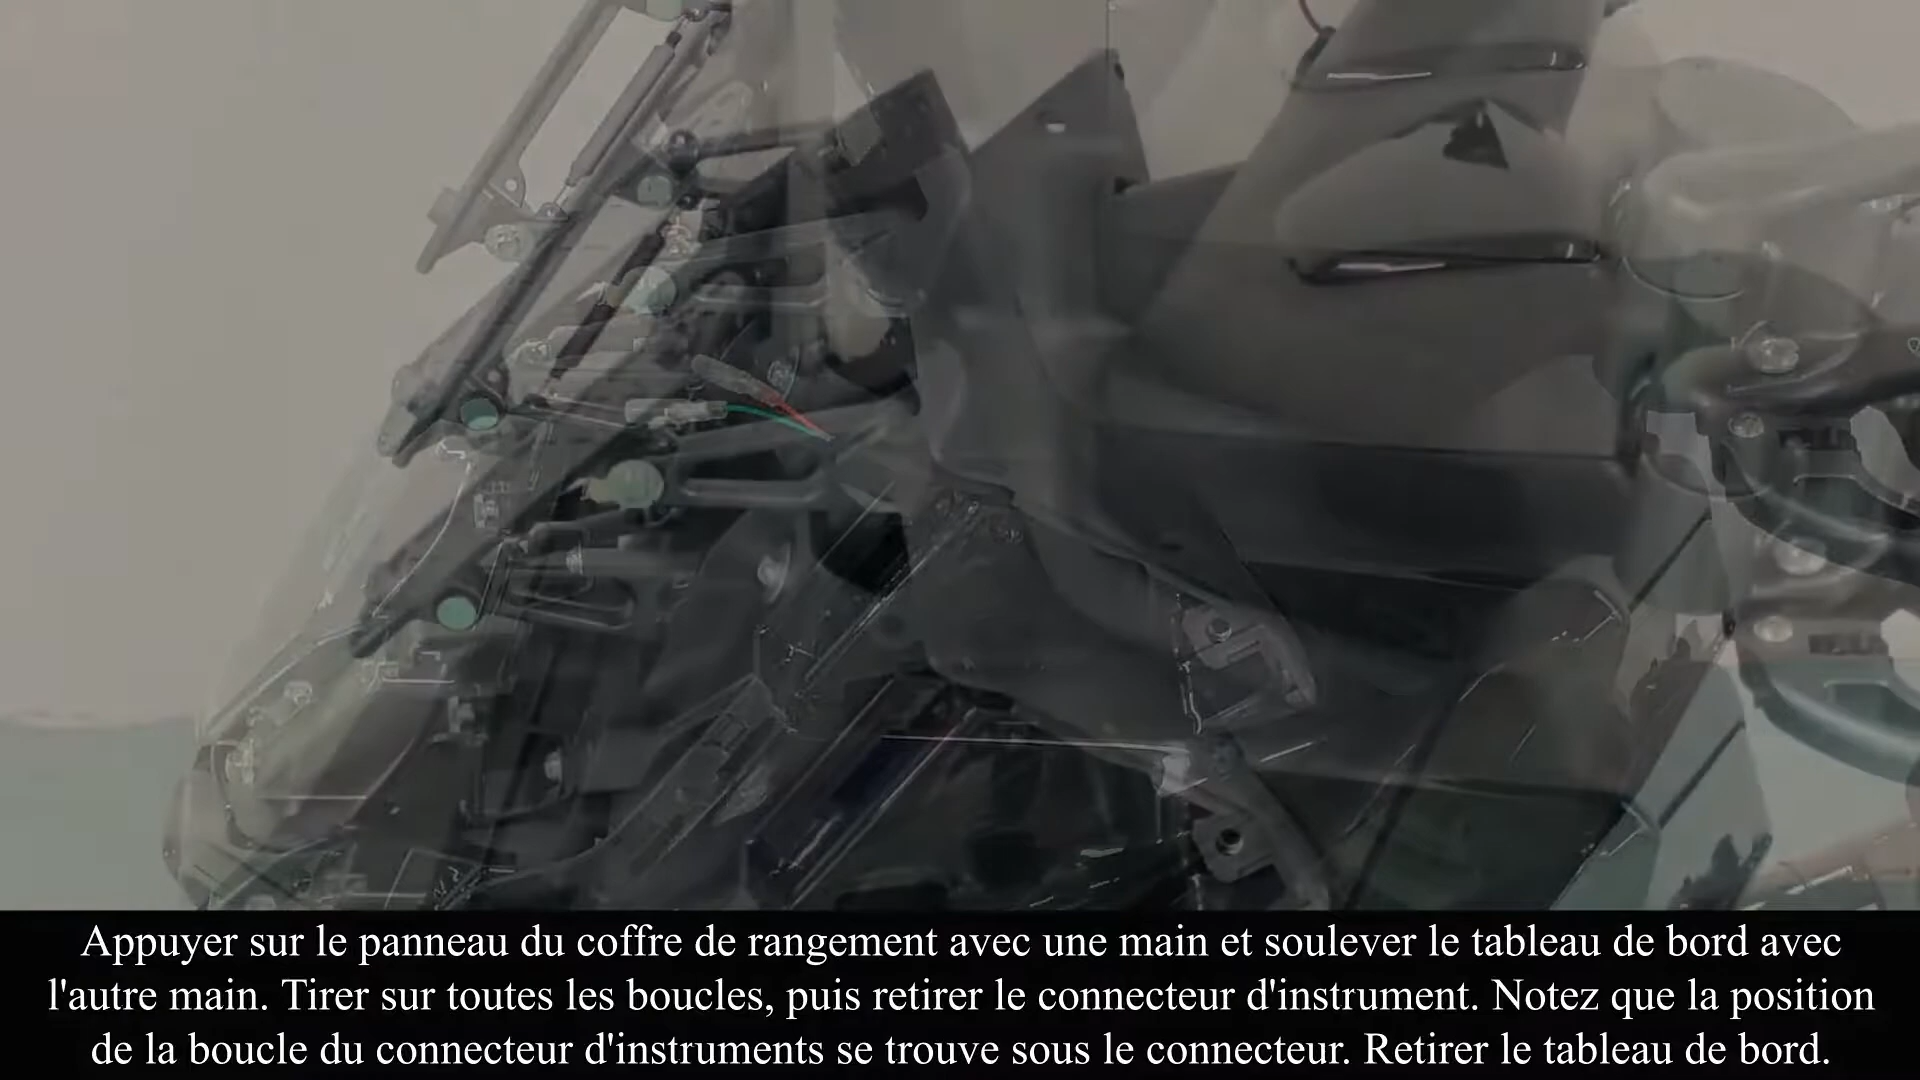 Appuyer sur le panneau du coffre de rangement avec une main et soulever le tableau de bord avec
l'autre main. Tirer sur toutes les boucles, puis retirer le connecteur d'instrument. Notez que la position
de la boucle du connecteur d'instruments se trouve sous le connecteur. Retirer le tableau de bord.